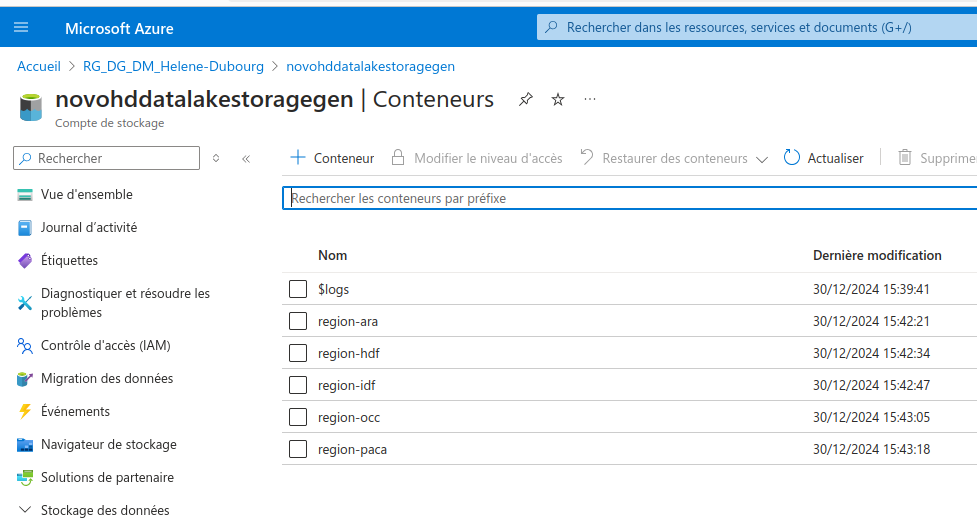 Microsoft Azure
Rechercher dans les ressources, services et documents (G+/)
Accueil > RG_DG_DM_Helene-Dubourg > novohddatalakestoragegen
novohddatalakestoragegen | Conteneurs
Compte de stockage
Rechercher
Conteneur
Modifier le niveau d'accès
Restaurer des conteneurs
Actualiser
Supprime
Rechercher les conteneurs par préfixe
Vue d'ensemble
Journal d'activité
Étiquettes
Diagnostiquer et résoudre les
problèmes
Contrôle d'accès (IAM)
Migration des données
Événements
Navigateur de stockage
Solutions de partenaire
Stockage des données
Nom Dernière modification
$logs 30/12/2024 15:39:41
region-ara 30/12/2024 15:42:21
region-hdf 30/12/2024 15:42:34
region-idf 30/12/2024 15:42:47
region-occ 30/12/2024 15:43:05
region-paca 30/12/2024 15:43:18